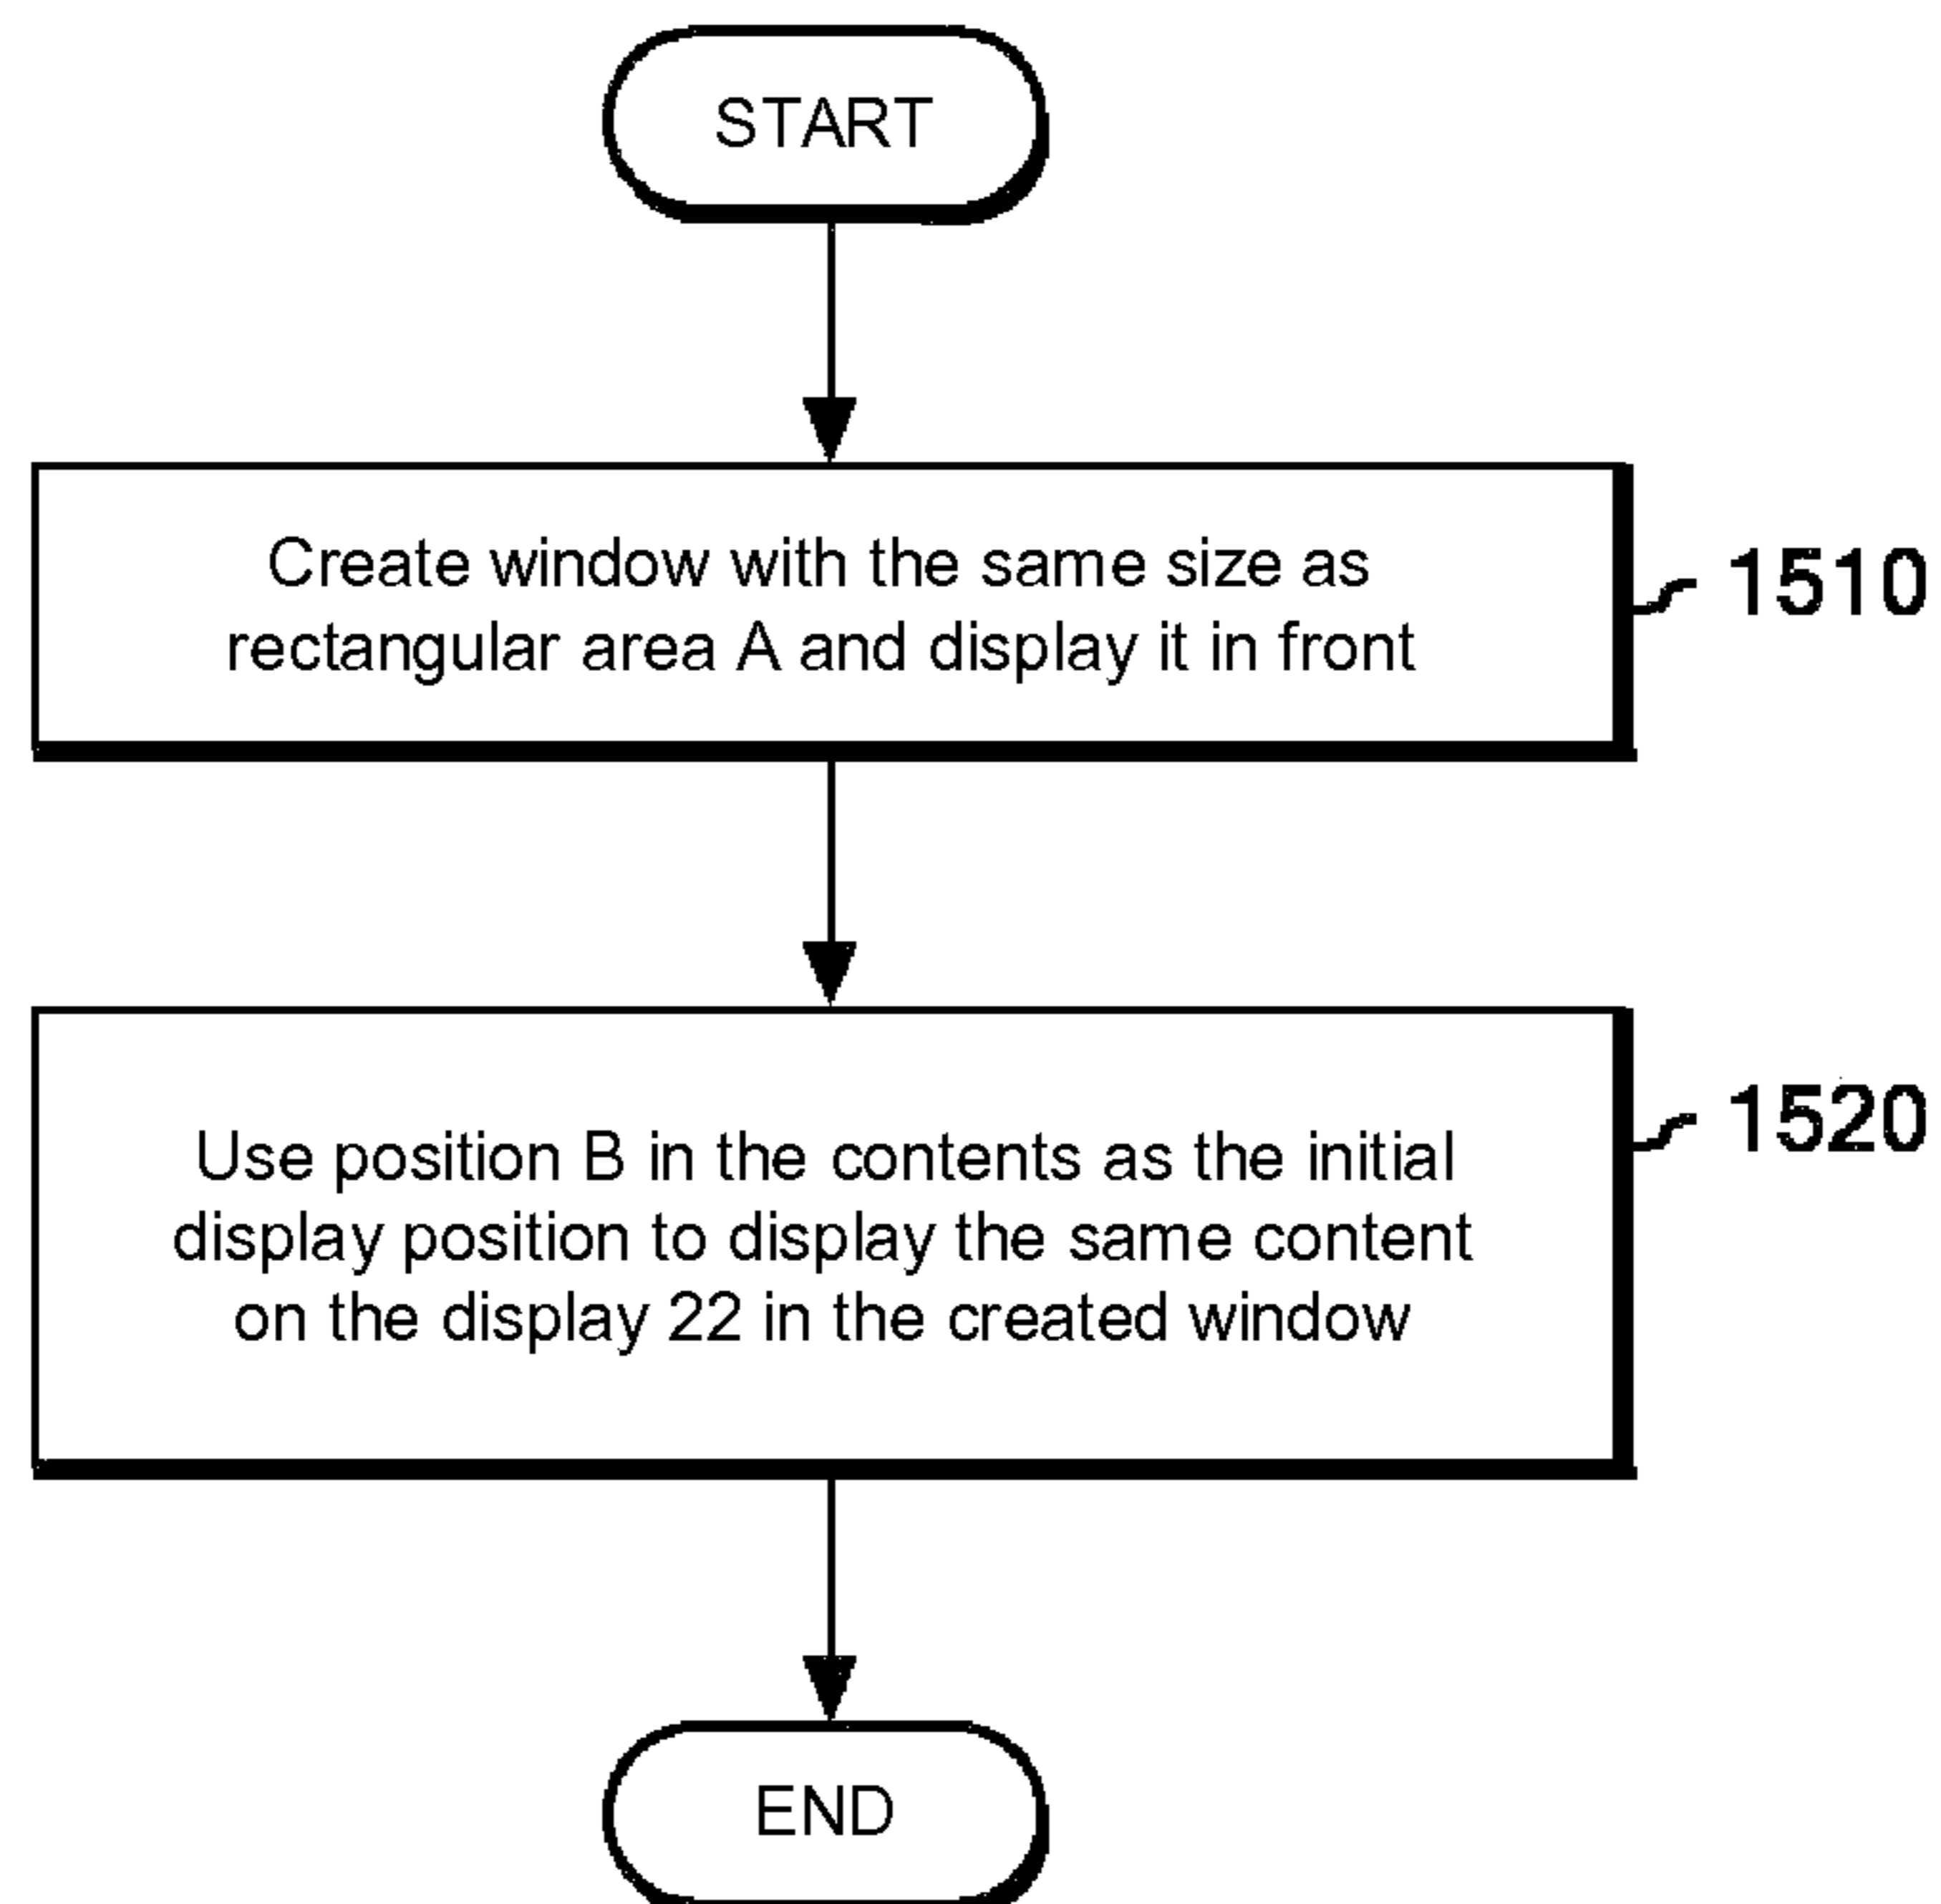 START
Create window with the same size as
rectangular area A and display it in front
1510
Use position B in the contents as the initial
display position to display the same content
on the display 22 in the created window
1520
END